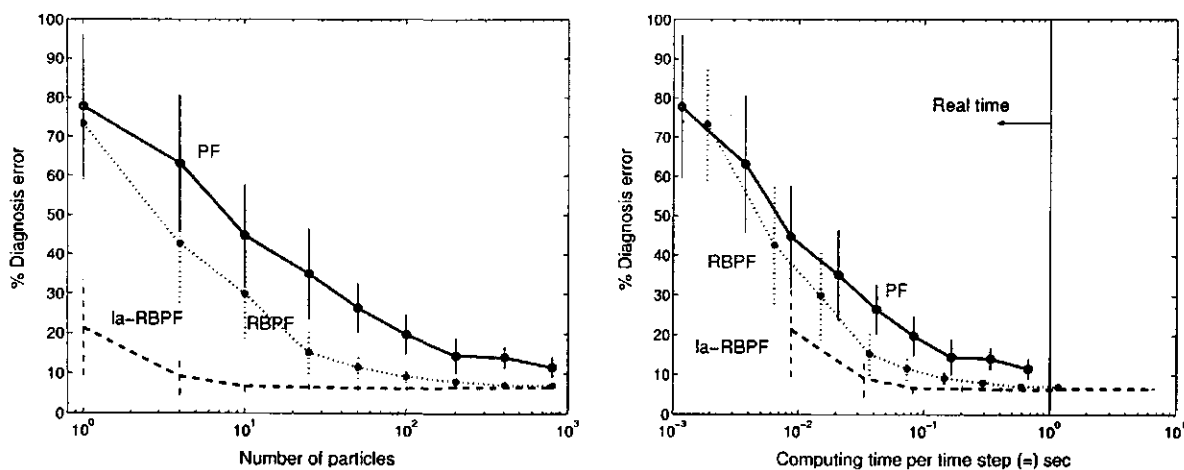 100
90
80
70
60
50
40
30
20
10
0
% Diagnosis error
PF
la-RBPF
RBPF
10⁰
10¹
10²
10³
Number of particles
100
90
80
70
60
50
40
30
20
10
0
% Diagnosis error
Real time
RBPF
PF
la-RBPF
10⁻³
10⁻²
10⁻¹
10⁰
10¹
Computing time per time step (=) sec